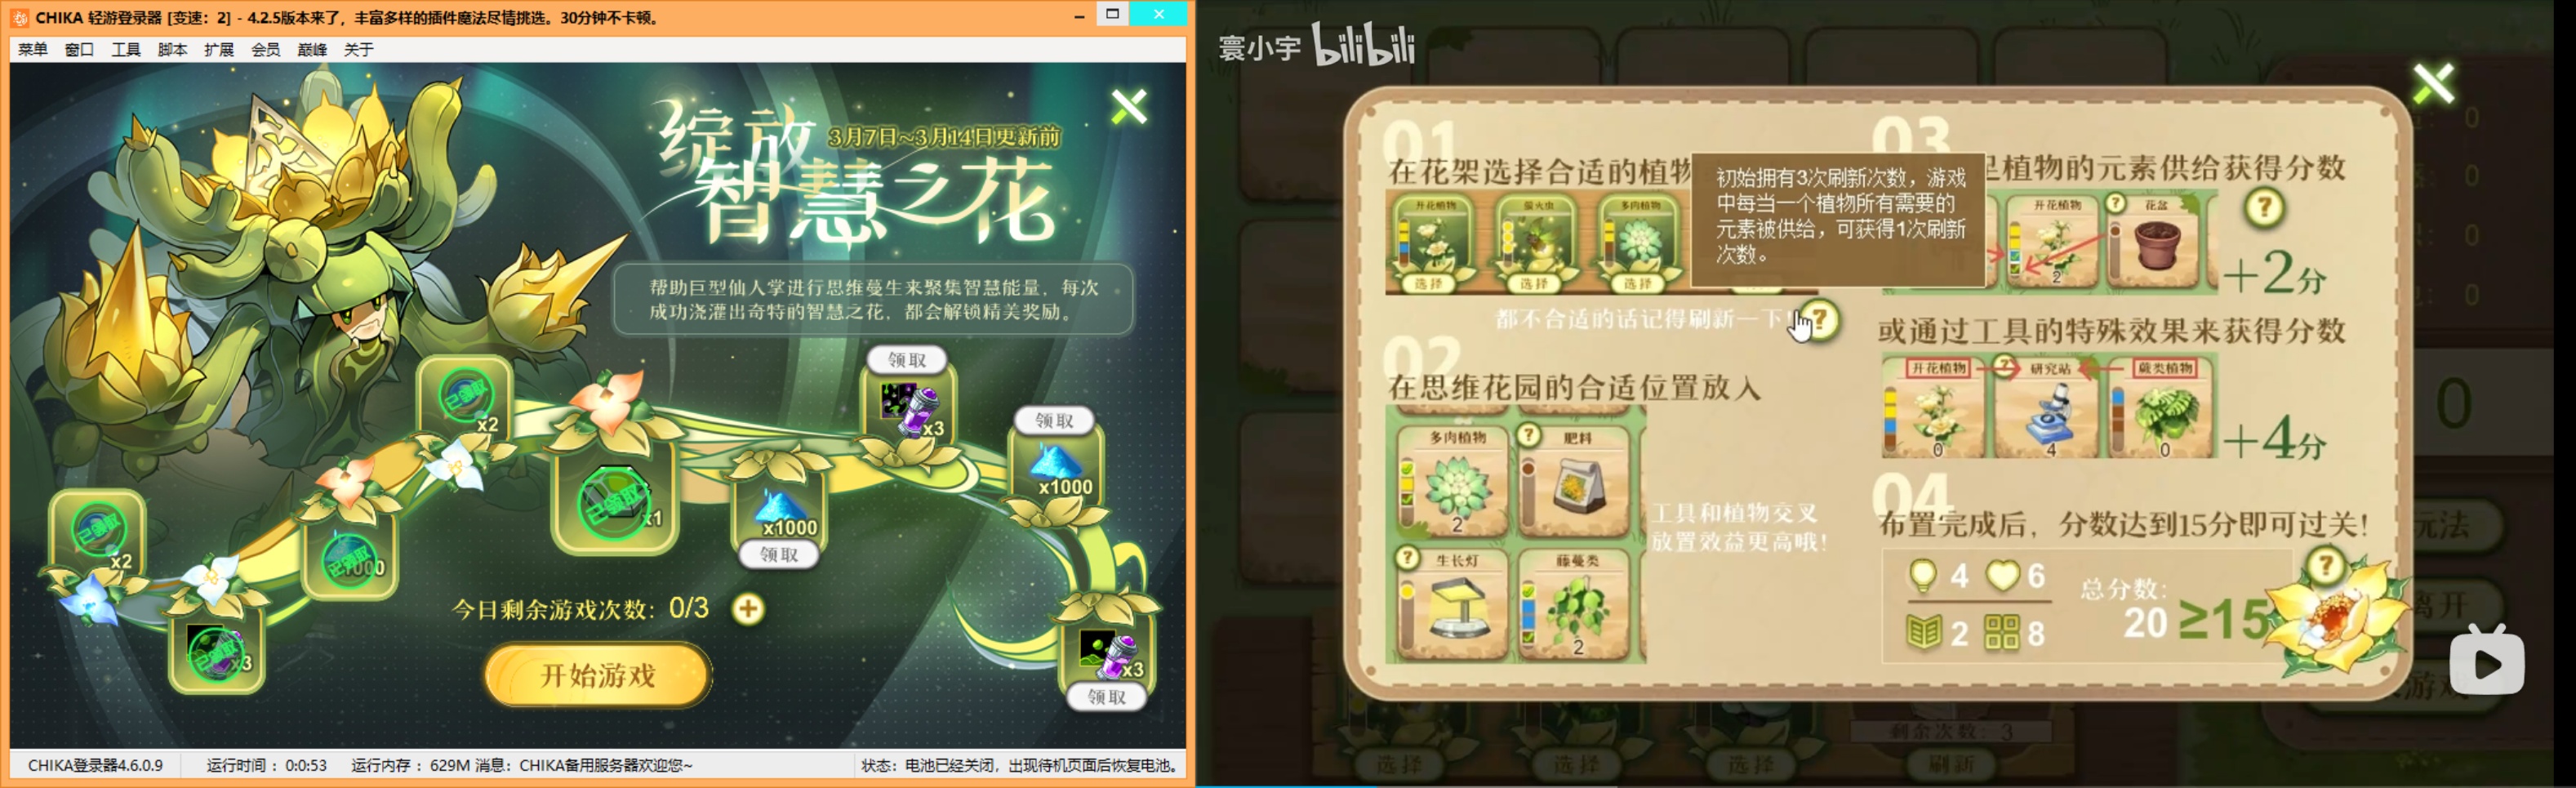 CHIKA 轻游登录器 [变速：2] - 4.2.5版本来了，丰富多样的插件魔法尽情挑选。30分钟不卡顿。
菜单 窗口 工具 脚本 扩展 会员 巅峰 关于
绽放
3月7日~3月14日更新前
智慧之花
帮助巨型仙人学进行思维蔓生来聚集智慧能量，每次
成功浇灌出奇特的智慧之花，都会解锁精美奖励。
领取
x3
已领取
x2
领取
x1000
已领取
x1
x1000
领取
已领取
x2
已领取
已领取
x3
今日剩余游戏次数：0/3
开始游戏
x3
领取
CHIKA登录器4.6.0.9 运行时间 ：0:0:53 运行内存 ：629M 消息：CHIKA备用服务器欢迎您~ 状态：电池已经关闭，出现待机页面后恢复电池。
寰小宇 bilibili
01
在花架选择合适的植物
开花植物 萤火虫 多肉植物
选择 选择 选择
初始拥有3次刷新次数，游戏
中每当一个植物所有需要的
元素被供给，可获得1次刷新
次数。
都不合适的话记得刷新一下!
?
02
在思维花园的合适位置放入
多肉植物 ? 肥料
2
? 生长灯 藤蔓类
2
工具和植物交叉
放置效益更高哦!
03
植物的元素供给获得分数
开花植物 ? 花盆
2
?
+2分
或通过工具的特殊效果来获得分数
开花植物 ? 研究站 蕨类植物
0 4 0
+4分
04
布置完成后，分数达到15分即可过关!
4 6
2 8
总分数：
20 ≥15
?
0
0
0
0
0
玩法
离开
游戏
剩余次数：3
选择 选择 选择 刷新